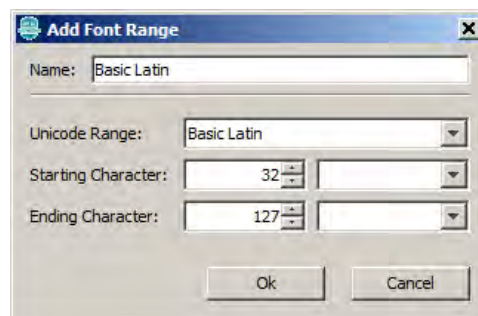 Add Font Range
Name: Basic Latin
Unicode Range: Basic Latin
Starting Character: 32
Ending Character: 127
Ok Cancel